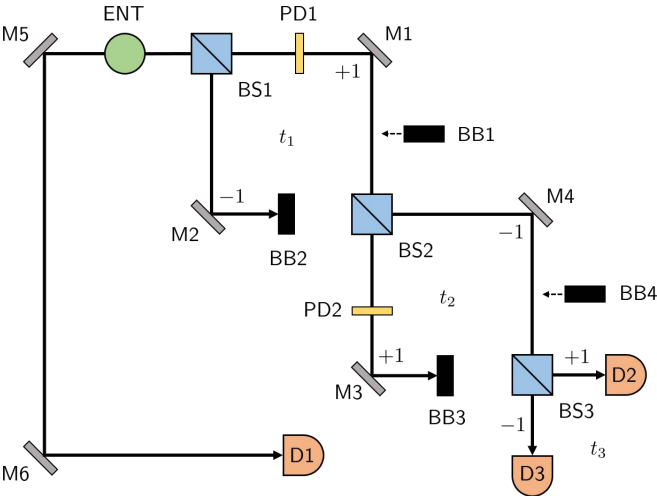 ENT
PD1
M1
M5
BS1
+1
t₁
BB1
−1
M2
BB2
M4
BS2
−1
t₂
BB4
PD2
+1
M3
BB3
+1
D2
BS3
−1
t₃
M6
D1
D3